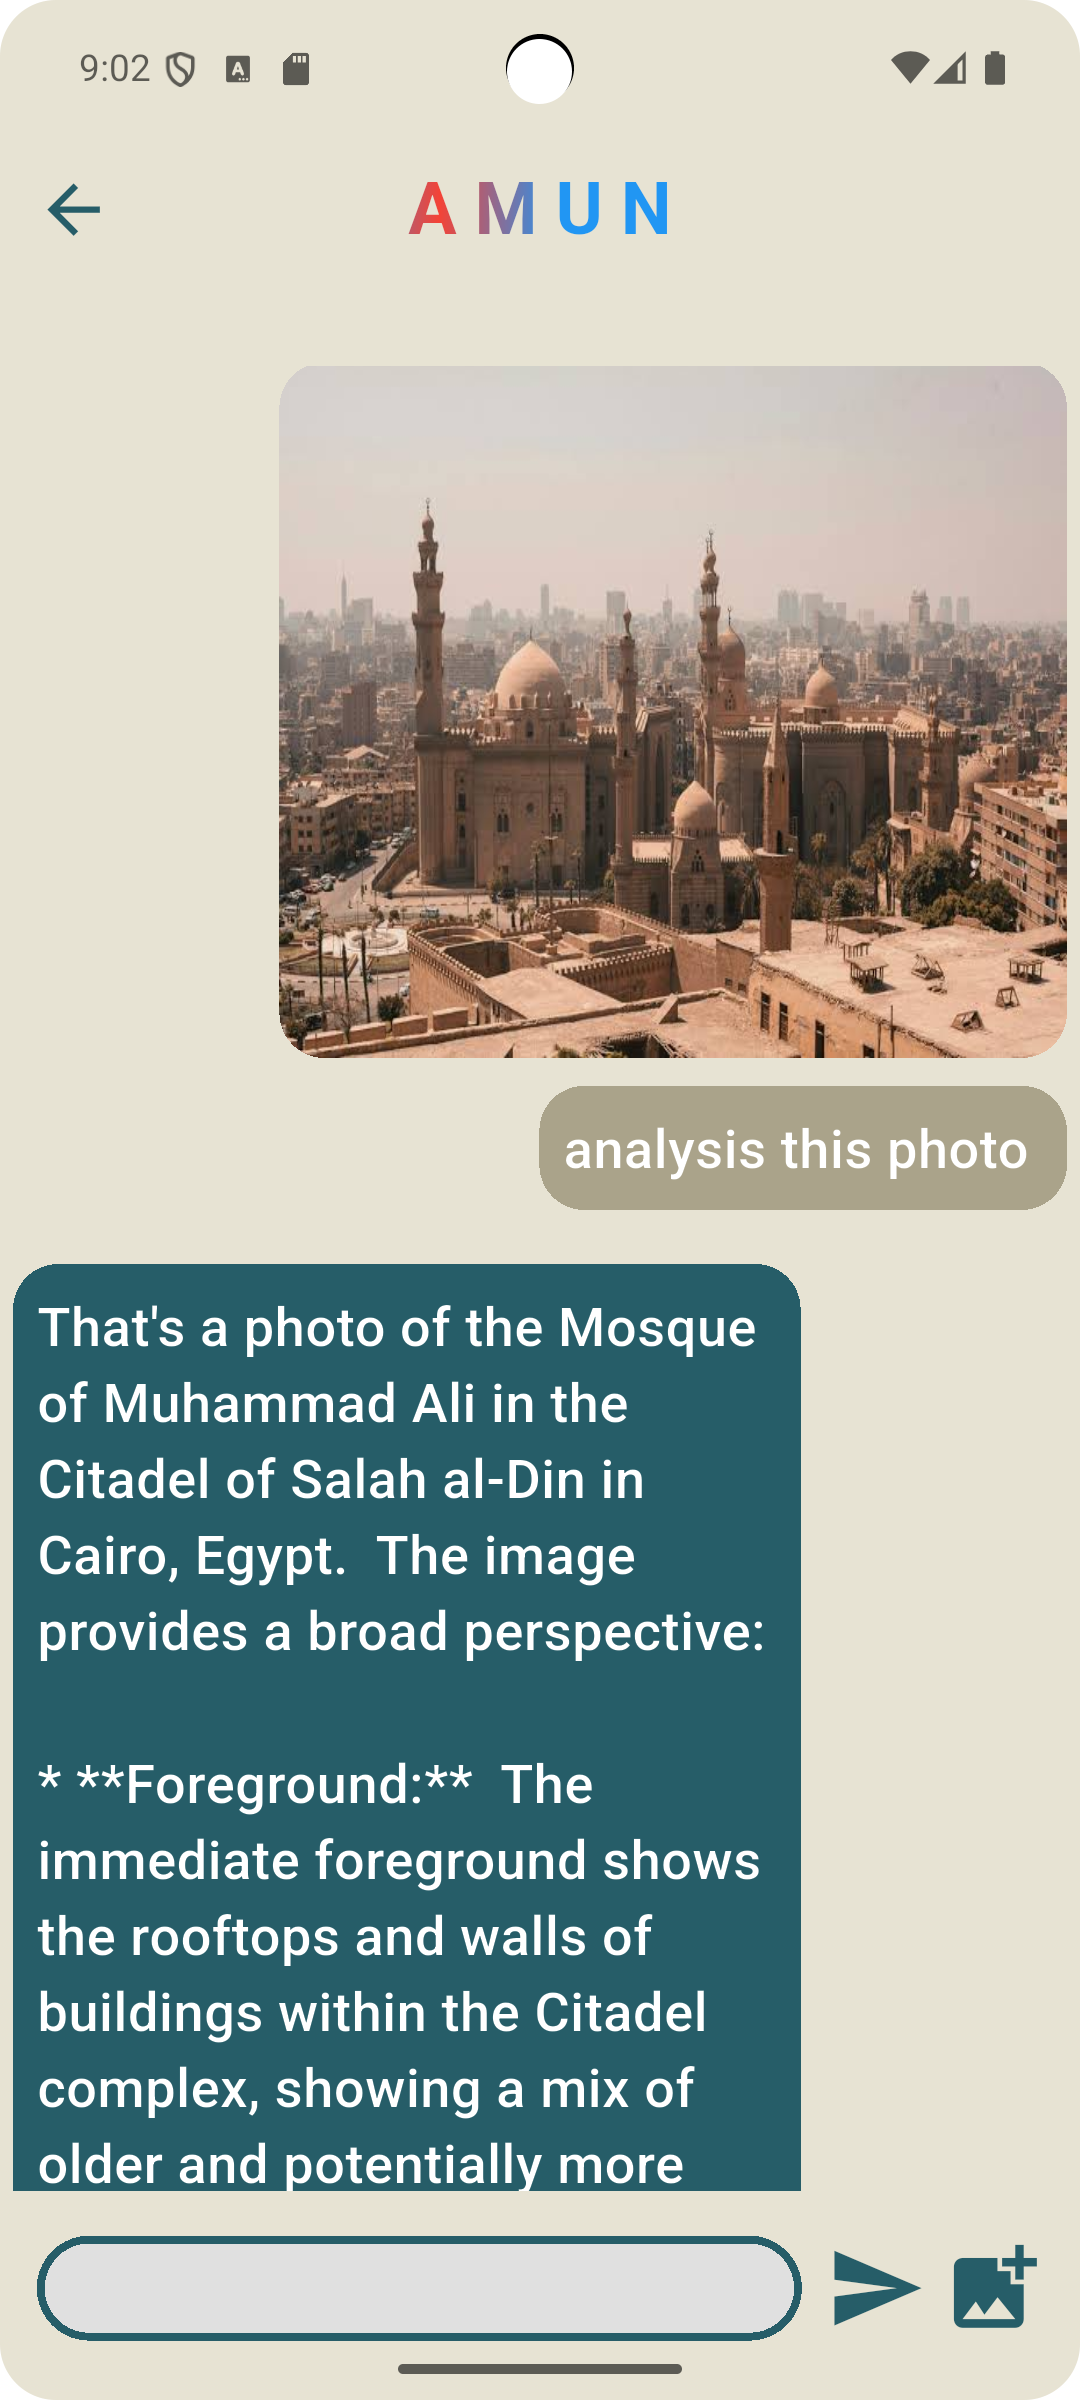 9:02
AMUN
analysis this photo
That's a photo of the Mosque
of Muhammad Ali in the
Citadel of Salah al-Din in
Cairo, Egypt.  The image
provides a broad perspective:
* **Foreground:**  The
immediate foreground shows
the rooftops and walls of
buildings within the Citadel
complex, showing a mix of
older and potentially more